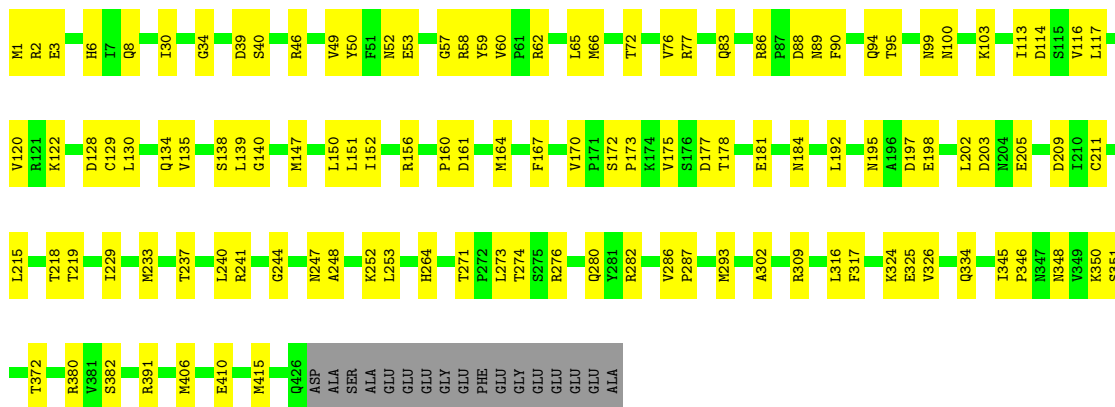 M1 R2 E3 H6 I7 Q8 I30 G34 D39 S40 R46 V49 Y50 F51 N52 E53 G57 R58 Y59 V60 P61 R62 L65 M66 T72 V76 R77 Q83 R86 P87 D88 N89 F90 Q94 T95 N99 N100 K103 I113 D114 S115 V116 L117
V120 R121 K122 D128 C129 L130 Q134 V135 S138 L139 G140 M147 L150 L151 I152 R156 P160 D161 M164 F167 V170 P171 S172 P173 K174 V175 S176 D177 T178 E181 N184 L192 N195 A196 D197 E198 L202 D203 N204 E205 D209 I210 C211
L215 T218 T219 I229 M233 T237 L240 R241 G244 N247 A248 K252 L253 H264 T271 P272 L273 T274 S275 R276 Q280 Y281 R282 V286 P287 M293 A302 R309 L316 F317 K324 E325 V326 Q334 I345 P346 N347 N348 V349 K350 S351
T372 R380 V381 S382 R391 M406 E410 M415 Q426 ASP ALA SER ALA GLU GLU GLU GLY GLU PHE GLU GLU GLY GLU GLU GLU GLU ALA